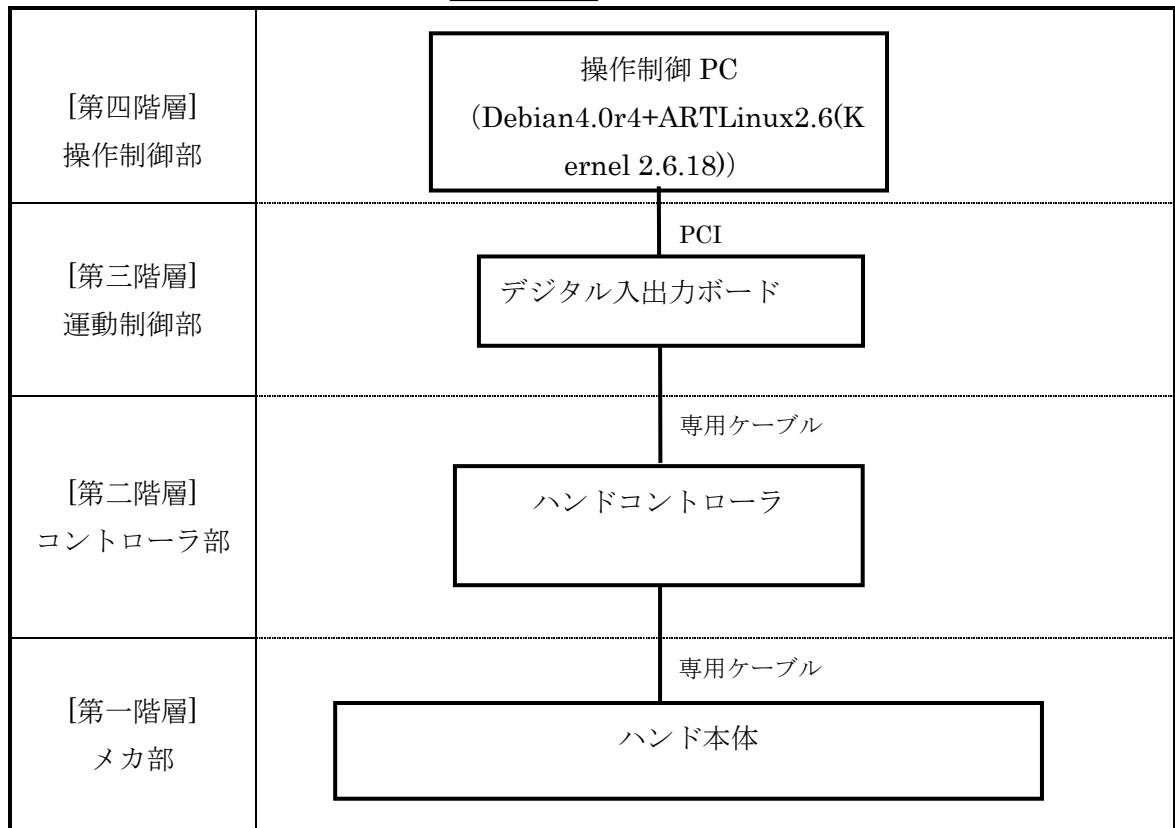 [第四階層]
操作制御部
操作制御 PC
(Debian4.0r4+ARTLinux2.6(K
ernel 2.6.18))
PCI
[第三階層]
運動制御部
デジタル入出力ボード
専用ケーブル
[第二階層]
コントローラ部
ハンドコントローラ
専用ケーブル
[第一階層]
メカ部
ハンド本体